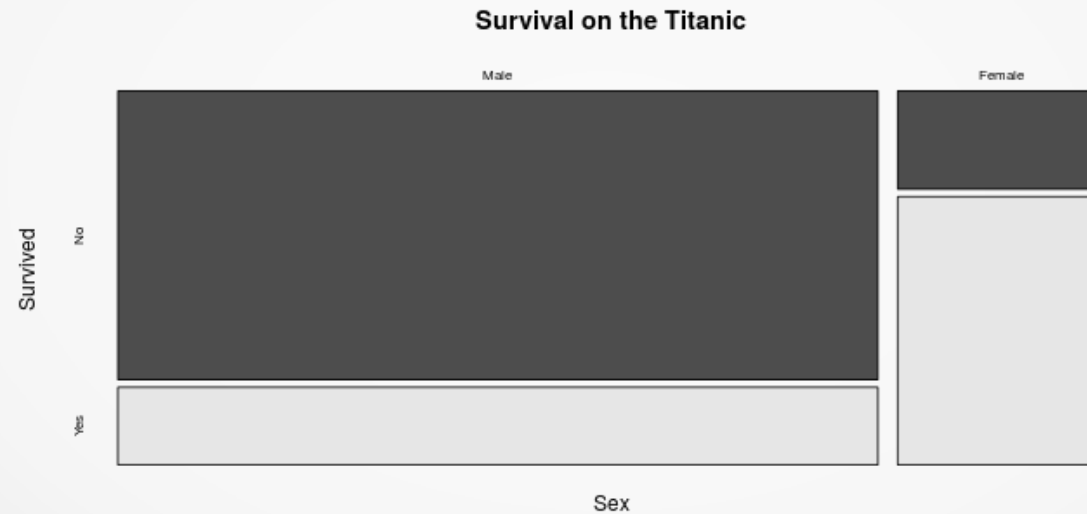 Survival on the Titanic
Male
Female
Survived
No
Yes
Sex